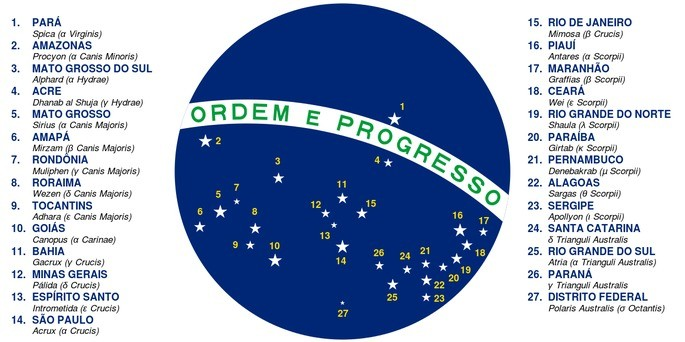 1. PARÁ
Spica (α Virginis)
2. AMAZONAS
Procyon (α Canis Minoris)
3. MATO GROSSO DO SUL
Alphard (α Hydrae)
4. ACRE
Dhanab al Shuja (γ Hydrae)
5. MATO GROSSO
Sirius (α Canis Majoris)
6. AMAPÁ
Mirzam (β Canis Majoris)
7. RONDÔNIA
Muliphen (γ Canis Majoris)
8. RORAIMA
Wezen (δ Canis Majoris)
9. TOCANTINS
Adhara (ε Canis Majoris)
10. GOIÁS
Canopus (α Carinae)
11. BAHIA
Gacrux (γ Crucis)
12. MINAS GERAIS
Pálida (δ Crucis)
13. ESPÍRITO SANTO
Intrometida (ε Crucis)
14. SÃO PAULO
Acrux (α Crucis)
ORDEM E PROGRESSO
1
2
3
4
5
6
7
8
9
10
11
12
13
14
15
16
17
18
19
20
21
22
23
24
25
26
27
15. RIO DE JANEIRO
Mimosa (β Crucis)
16. PIAUÍ
Antares (α Scorpii)
17. MARANHÃO
Graffias (β Scorpii)
18. CEARÁ
Wei (ε Scorpii)
19. RIO GRANDE DO NORTE
Shaula (λ Scorpii)
20. PARAÍBA
Girtab (κ Scorpii)
21. PERNAMBUCO
Denebakrab (μ Scorpii)
22. ALAGOAS
Sargas (θ Scorpii)
23. SERGIPE
Apollyon (ι Scorpii)
24. SANTA CATARINA
δ Trianguli Australis
25. RIO GRANDE DO SUL
Atria (α Trianguli Australis)
26. PARANÁ
γ Trianguli Australis
27. DISTRITO FEDERAL
Polaris Australis (σ Octantis)